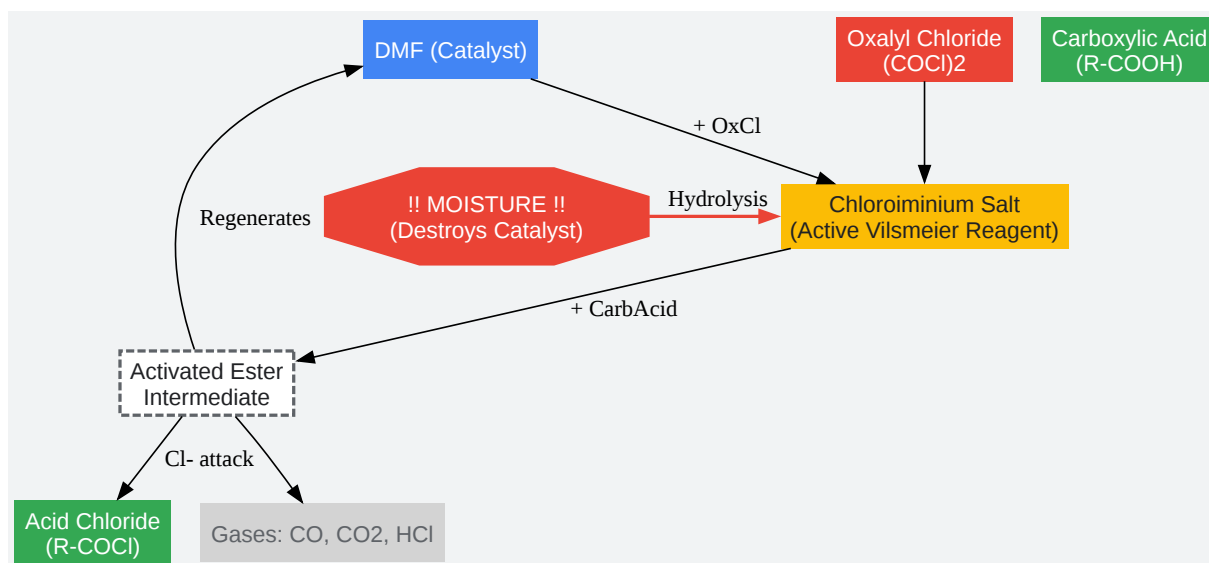 DMF (Catalyst)
Oxalyl Chloride
(COCl)2
Carboxylic Acid
(R-COOH)
+ OxCl
!! MOISTURE !!
(Destroys Catalyst)
Hydrolysis
Chloroiminium Salt
(Active Vilsmeier Reagent)
Regenerates
+ CarbAcid
Activated Ester
Intermediate
Cl- attack
Acid Chloride
(R-COCl)
Gases: CO, CO2, HCl